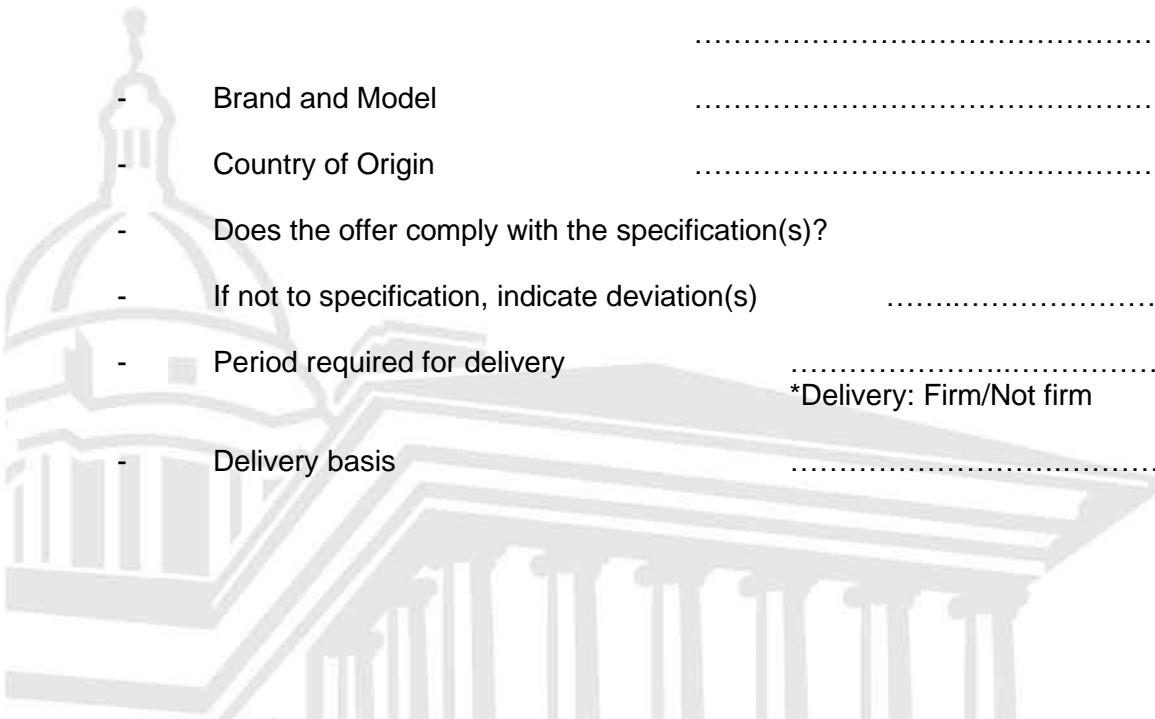 ……………………………………….
- Brand and Model ………………….…………………….
- Country of Origin ……………………………………….
- Does the offer comply with the specification(s)?
- If not to specification, indicate deviation(s) ……..……………….
- Period required for delivery …………………..……………
*Delivery: Firm/Not firm
- Delivery basis ………………….…….……….